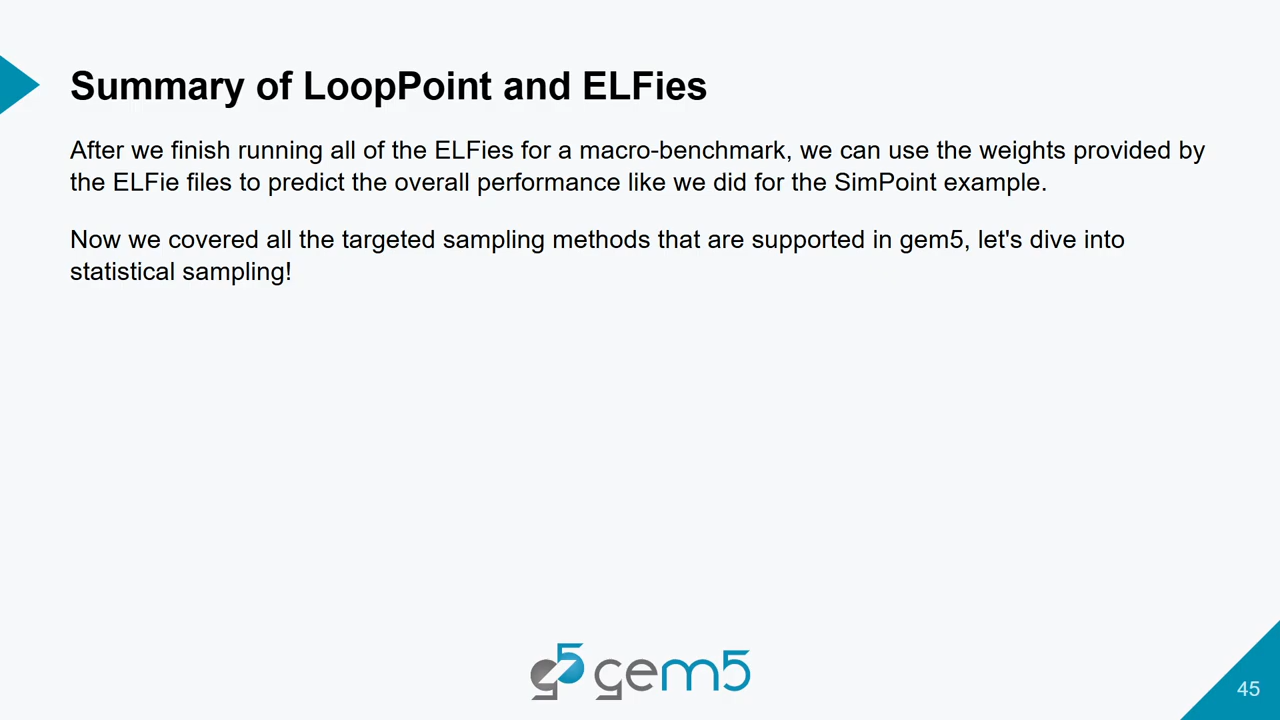 Summary of LoopPoint and ELFies
After we finish running all of the ELFies for a macro-benchmark, we can use the weights provided by
the ELFie files to predict the overall performance like we did for the SimPoint example.
Now we covered all the targeted sampling methods that are supported in gem5, let's dive into
statistical sampling!
g5 gem5
45